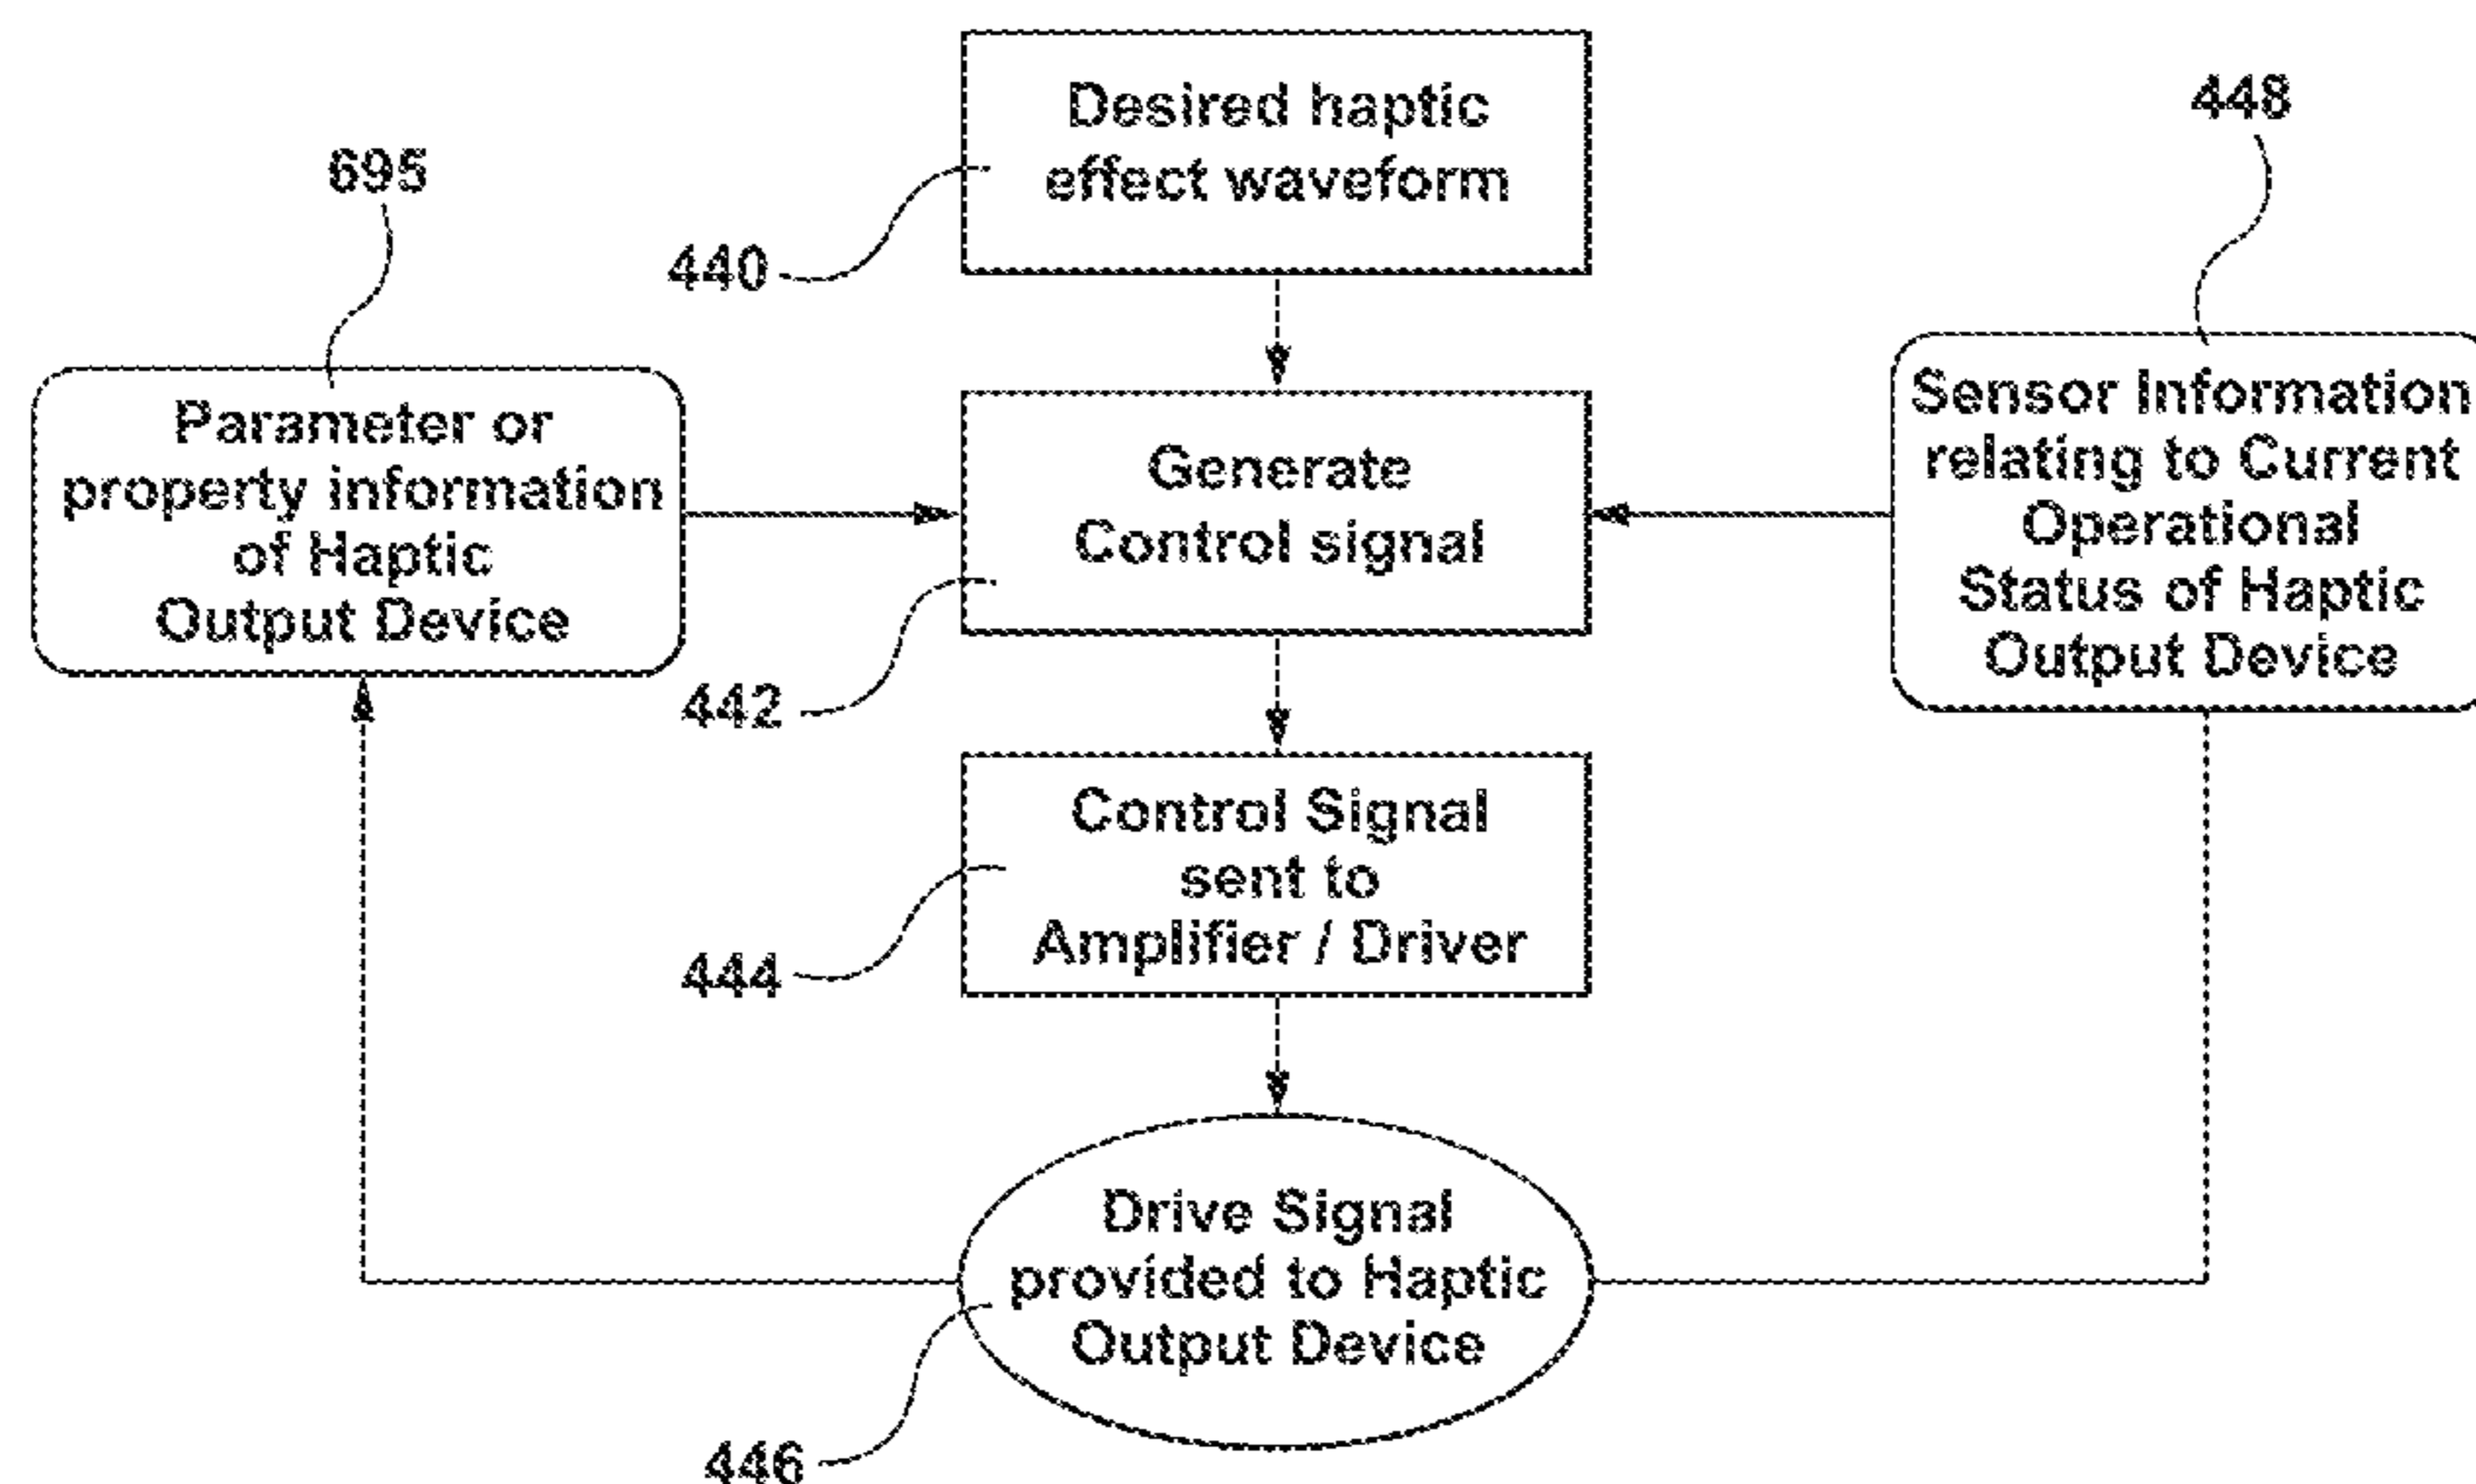 Desired haptic
effect waveform
440
448
695
Parameter or
property information
of Haptic
Output Device
Generate
Control signal
442
Sensor Information
relating to Current
Operational
Status of Haptic
Output Device
Control Signal
sent to
Amplifier / Driver
444
Drive Signal
provided to Haptic
Output Device
446